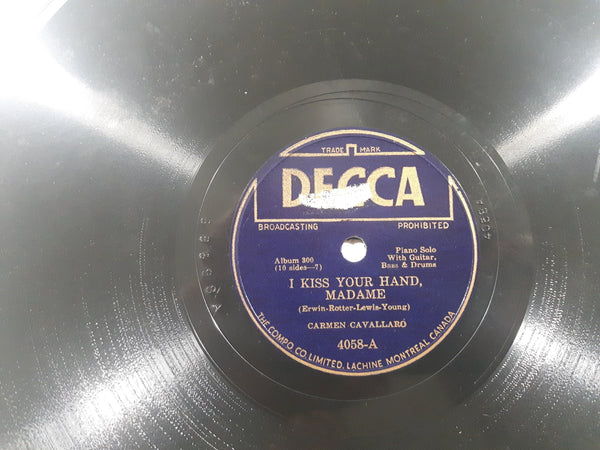 TRADE MARK
DECCA
BROADCASTING PROHIBITED
Album 300
(10 sides—7)
Piano Solo
With Guitar,
Bass & Drums
I KISS YOUR HAND,
MADAME
(Erwin-Rotter-Lewis-Young)
CARMEN CAVALLARO
4058-A
THE COMPO CO. LIMITED, LACHINE MONTREAL CANADA